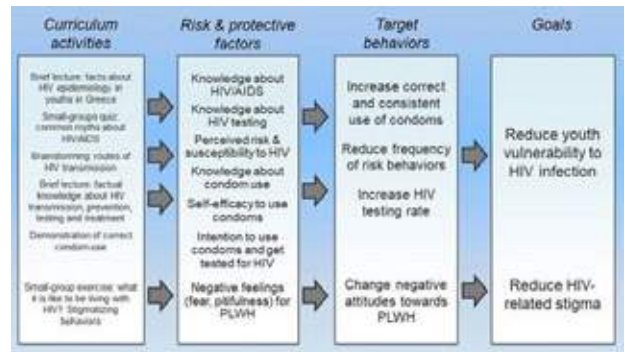 Curriculum
activities
Brief lecture: facts about
HIV epidemiology in
youths in Greece
Small-groups quiz:
common myths about
HIV/AIDS
Brainstorming: routes of
HIV transmission
Brief lecture: factual
knowledge about HIV
transmission, prevention,
testing and treatment
Demonstration of correct
condom use
Small-group exercise: what
it is like to be living with
HIV? Stigmatizing
behaviors
Risk & protective
factors
Knowledge about
HIV/AIDS
Knowledge about
HIV testing
Perceived risk &
susceptibility to HIV
Knowledge about
condom use
Self-efficacy to use
condoms
Intention to use
condoms and get
tested for HIV
Negative feelings
(fear, pitifulness) for
PLWH
Target
behaviors
Increase correct
and consistent
use of condoms
Reduce frequency
of risk behaviors
Increase HIV
testing rate
Change negative
attitudes towards
PLWH
Goals
Reduce youth
vulnerability to
HIV infection
Reduce HIV-
related stigma